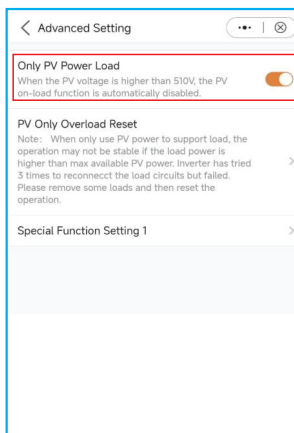 Advanced Setting
Only PV Power Load
When the PV voltage is higher than 510V, the PV
on-load function is automatically disabled.
PV Only Overload Reset
Note: When only use PV power to support load, the
operation may not be stable if the load power is
higher than max available PV power. Inverter has tried
3 times to reconnecct the load circuits but failed.
Please remove some loads and then reset the
operation.
Special Function Setting 1